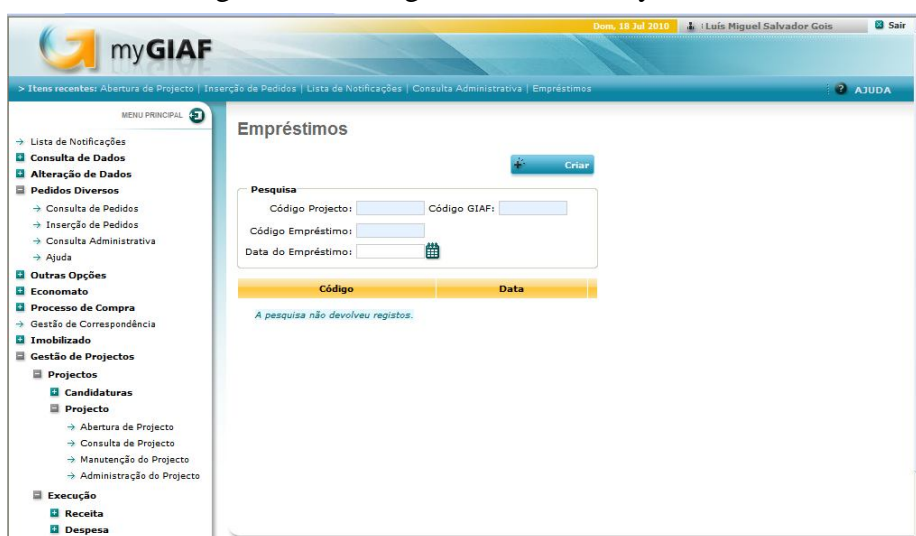 Dom, 18 Jul 2010 Luís Miguel Salvador Gois Sair
myGIAF
> Itens recentes: Abertura de Projecto | Inserção de Pedidos | Lista de Notificações | Consulta Administrativa | Empréstimos AJUDA
MENU PRINCIPAL
Lista de Notificações
Consulta de Dados
Alteração de Dados
Pedidos Diversos
Consulta de Pedidos
Inserção de Pedidos
Consulta Administrativa
Ajuda
Outras Opções
Economato
Processo de Compra
Gestão de Correspondência
Imobilizado
Gestão de Projectos
Projectos
Candidaturas
Projecto
Abertura de Projecto
Consulta de Projecto
Manutenção do Projecto
Administração do Projecto
Execução
Receita
Despesa
Empréstimos
Criar
Pesquisa
Código Projecto: Código GIAF:
Código Empréstimo:
Data do Empréstimo:
Código Data
A pesquisa não devolveu registos.